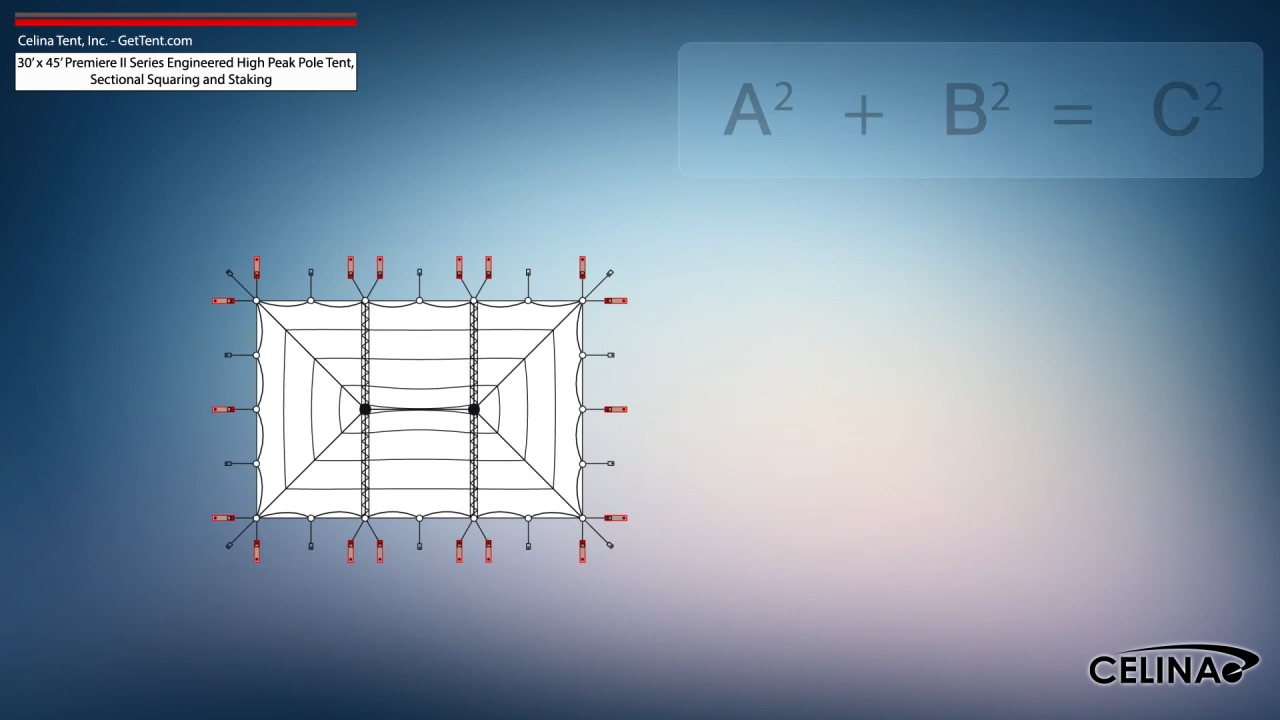 Celina Tent, Inc. - GetTent.com
30’ x 45’ Premiere II Series Engineered High Peak Pole Tent,
Sectional Squaring and Staking
A² + B² = C²
CELINA